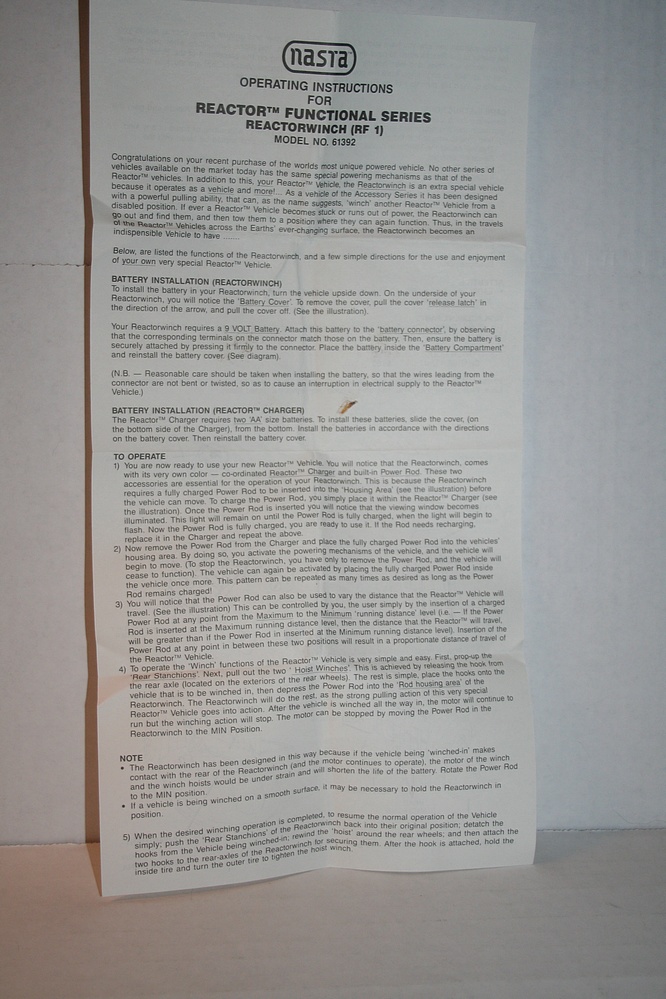 nasta
OPERATING INSTRUCTIONS
FOR
REACTOR™ FUNCTIONAL SERIES
REACTORWINCH (RF 1)
MODEL NO. 61392
Congratulations on your recent purchase of the worlds most unique powered vehicle. No other series of
vehicles available on the market today has the same special powering mechanisms as that of the
Reactor™ vehicles. In addition to this, your Reactor™ Vehicle, the Reactorwinch is an extra special vehicle
because it operates as a vehicle and more!... As a vehicle of the Accessory Series it has been designed
with a powerful pulling ability, that can, as the name suggests, 'winch' another Reactor™ Vehicle from a
disabled position. If ever a Reactor™ Vehicle becomes stuck or runs out of power, the Reactorwinch can
go out and find them, and then tow them to a position where they can again function. Thus, in the travels
of the Reactor™ Vehicles across the Earths' ever-changing surface, the Reactorwinch becomes an
indispensible Vehicle to have ........
Below, are listed the functions of the Reactorwinch, and a few simple directions for the use and enjoyment
of your own very special Reactor™ Vehicle.
BATTERY INSTALLATION (REACTORWINCH)
To install the battery in your Reactorwinch, turn the vehicle upside down. On the underside of your
Reactorwinch, you will notice the 'Battery Cover'. To remove the cover, pull the cover 'release latch' in
the direction of the arrow, and pull the cover off. (See the illustration).
Your Reactorwinch requires a 9 VOLT Battery. Attach this battery to the 'battery connector', by observing
that the corresponding terminals on the connector match those on the battery. Then, ensure the battery is
securely attached by pressing it firmly to the connector. Place the battery inside the 'Battery Compartment'
and reinstall the battery cover. (See diagram).
(N.B. — Reasonable care should be taken when installing the battery, so that the wires leading from the
connector are not bent or twisted, so as to cause an interruption in electrical supply to the Reactor™
Vehicle.)
BATTERY INSTALLATION (REACTOR™ CHARGER)
The Reactor™ Charger requires two 'AA' size batteries. To install these batteries, slide the cover, (on
the bottom side of the Charger), from the bottom. Install the batteries in accordance with the directions
on the battery cover. Then reinstall the battery cover.
TO OPERATE
1) You are now ready to use your new Reactor™ Vehicle. You will notice that the Reactorwinch, comes
with its very own color — co-ordinated Reactor™ Charger and built-in Power Rod. These two
accessories are essential for the operation of your Reactorwinch. This is because the Reactorwinch
requires a fully charged Power Rod to be inserted into the 'Housing Area' (see the illustration) before
the vehicle can move. To charge the Power Rod, you simply place it within the Reactor™ Charger (see
the illustration). Once the Power Rod is inserted you will notice that the viewing window becomes
illuminated. This light will remain on until the Power Rod is fully charged, when the light will begin to
flash. Now the Power Rod is fully charged, you are ready to use it. If the Rod needs recharging,
replace it in the Charger and repeat the above.
2) Now remove the Power Rod from the Charger and place the fully charged Power Rod into the vehicles'
housing area. By doing so, you activate the powering mechanisms of the vehicle, and the vehicle will
begin to move. (To stop the Reactorwinch, you have only to remove the Power Rod, and the vehicle will
cease to function). The vehicle can again be activated by placing the fully charged Power Rod inside
the vehicle once more. This pattern can be repeated as many times as desired as long as the Power
Rod remains charged!
3) You will notice that the Power Rod can also be used to vary the distance that the Reactor™ Vehicle will
travel. (See the illustration) This can be controlled by you, the user simply by the insertion of a charged
Power Rod at any point from the Maximum to the Minimum 'running distance' level (i.e. — If the Power
Rod is inserted at the Maximum running distance level, then the distance that the Reactor™ will travel,
will be greater than if the Power Rod in inserted at the Minimum running distance level). Insertion of the
Power Rod at any point in between these two positions will result in a proportionate distance of travel of
the Reactor™ Vehicle.
4) To operate the 'Winch' functions of the Reactor™ Vehicle is very simple and easy. First, prop-up the
'Rear Stanchions'. Next, pull out the two ' Hoist Winches'. This is achieved by releasing the hook from
the rear axle (located on the exteriors of the rear wheels). The rest is simple, place the hooks onto the
vehicle that is to be winched in, then depress the Power Rod into the 'Rod housing area' of the
Reactorwinch. The Reactorwinch will do the rest, as the strong pulling action of this very special
Reactor™ Vehicle goes into action. After the vehicle is winched all the way in, the motor will continue to
run but the winching action will stop. The motor can be stopped by moving the Power Rod in the
Reactorwinch to the MIN Position.
NOTE
• The Reactorwinch has been designed in this way because if the vehicle being 'winched-in' makes
contact with the rear of the Reactorwinch (and the motor continues to operate), the motor of the winch
and the winch hoists would be under strain and will shorten the life of the battery. Rotate the Power Rod
to the MIN position.
• If a vehicle is being winched on a smooth surface, it may be necessary to hold the Reactorwinch in
position.
5) When the desired winching operation is completed, to resume the normal operation of the Vehicle
simply; push the 'Rear Stanchions' of the Reactorwinch back into their original position; detatch the
hooks from the Vehicle being winched-in; rewind the 'hoist' around the rear wheels; and then attach the
two hooks to the rear-axles of the Reactorwinch for securing them. After the hook is attached, hold the
inside tire and turn the outer tire to tighten the hoist winch.